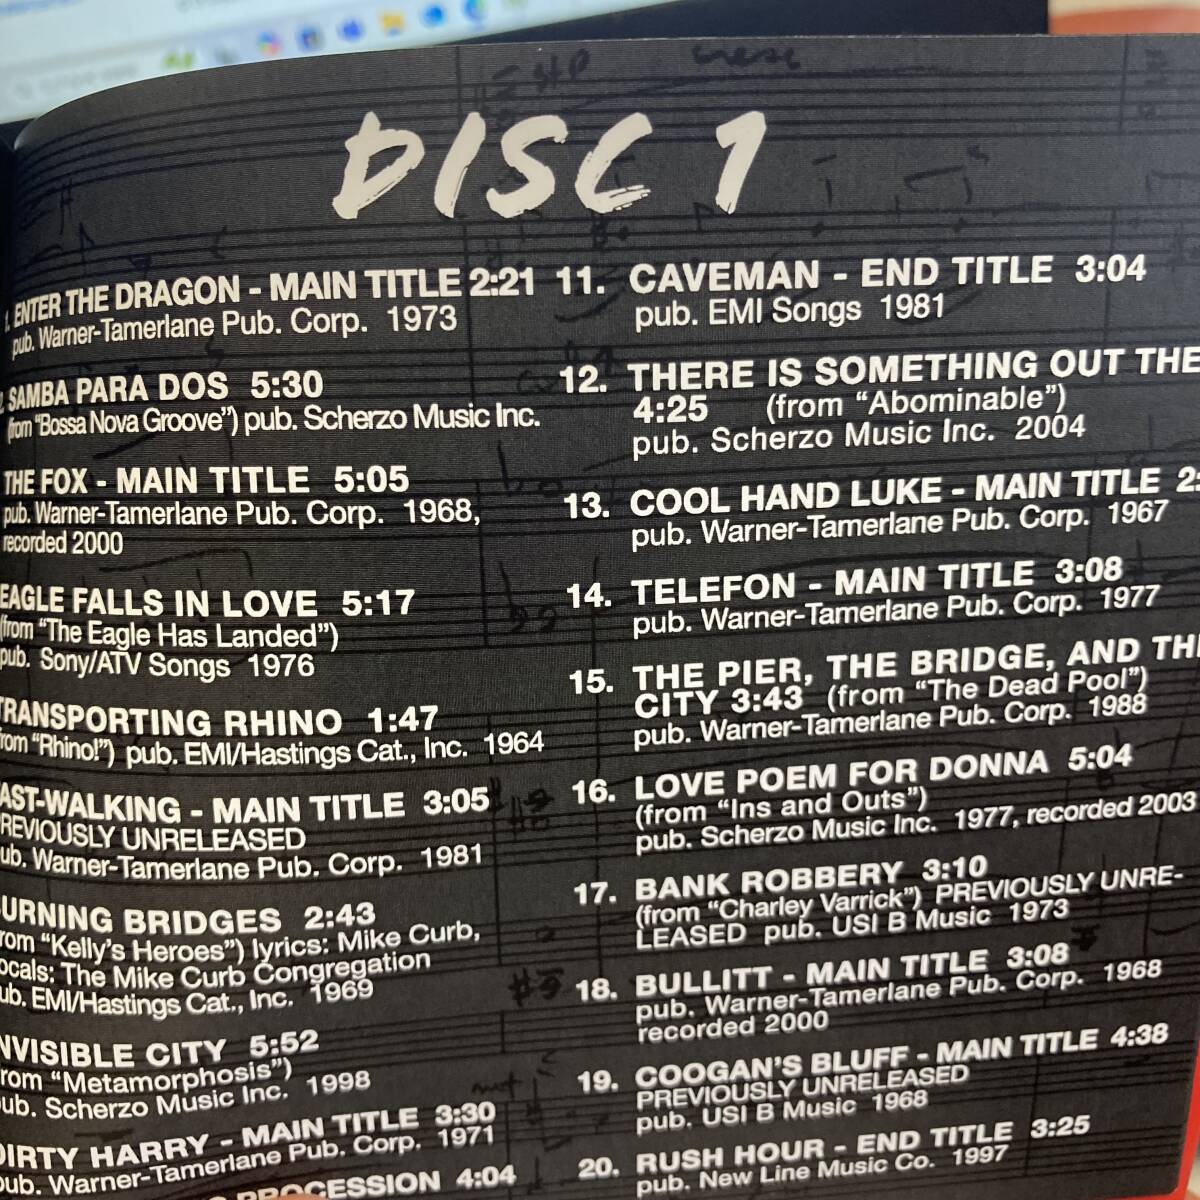 DISC 1
1. ENTER THE DRAGON - MAIN TITLE 2:21
pub. Warner-Tamerlane Pub. Corp. 1973
SAMBA PARA DOS 5:30
(from "Bossa Nova Groove") pub. Scherzo Music Inc.
THE FOX - MAIN TITLE 5:05
pub. Warner-Tamerlane Pub. Corp. 1968,
recorded 2000
EAGLE FALLS IN LOVE 5:17
(from "The Eagle Has Landed")
pub. Sony/ATV Songs 1976
TRANSPORTING RHINO 1:47
from "Rhino!") pub. EMI/Hastings Cat., Inc. 1964
AST-WALKING - MAIN TITLE 3:05
PREVIOUSLY UNRELEASED
ub. Warner-Tamerlane Pub. Corp. 1981
URNING BRIDGES 2:43
rom "Kelly's Heroes") lyrics: Mike Curb,
ocals: The Mike Curb Congregation
ub. EMI/Hastings Cat., Inc. 1969
NVISIBLE CITY 5:52
rom "Metamorphosis")
ub. Scherzo Music Inc. 1998
DIRTY HARRY - MAIN TITLE 3:30
pub. Warner-Tamerlane Pub. Corp. 1971
PROCESSION 4:04
11. CAVEMAN - END TITLE 3:04
pub. EMI Songs 1981
12. THERE IS SOMETHING OUT THE
4:25 (from "Abominable")
pub. Scherzo Music Inc. 2004
13. COOL HAND LUKE - MAIN TITLE 2:
pub. Warner-Tamerlane Pub. Corp. 1967
14. TELEFON - MAIN TITLE 3:08
pub. Warner-Tamerlane Pub. Corp. 1977
15. THE PIER, THE BRIDGE, AND TH
CITY 3:43 (from "The Dead Pool")
pub. Warner-Tamerlane Pub. Corp. 1988
16. LOVE POEM FOR DONNA 5:04
(from "Ins and Outs")
pub. Scherzo Music Inc. 1977, recorded 2003
17. BANK ROBBERY 3:10
(from "Charley Varrick") PREVIOUSLY UNRE-
LEASED pub. USI B Music 1973
18. BULLITT - MAIN TITLE 3:08
pub. Warner-Tamerlane Pub. Corp. 1968
recorded 2000
19. COOGAN'S BLUFF - MAIN TITLE 4:38
PREVIOUSLY UNRELEASED
pub. USI B Music 1968
20. RUSH HOUR - END TITLE 3:25
pub. New Line Music Co. 1997